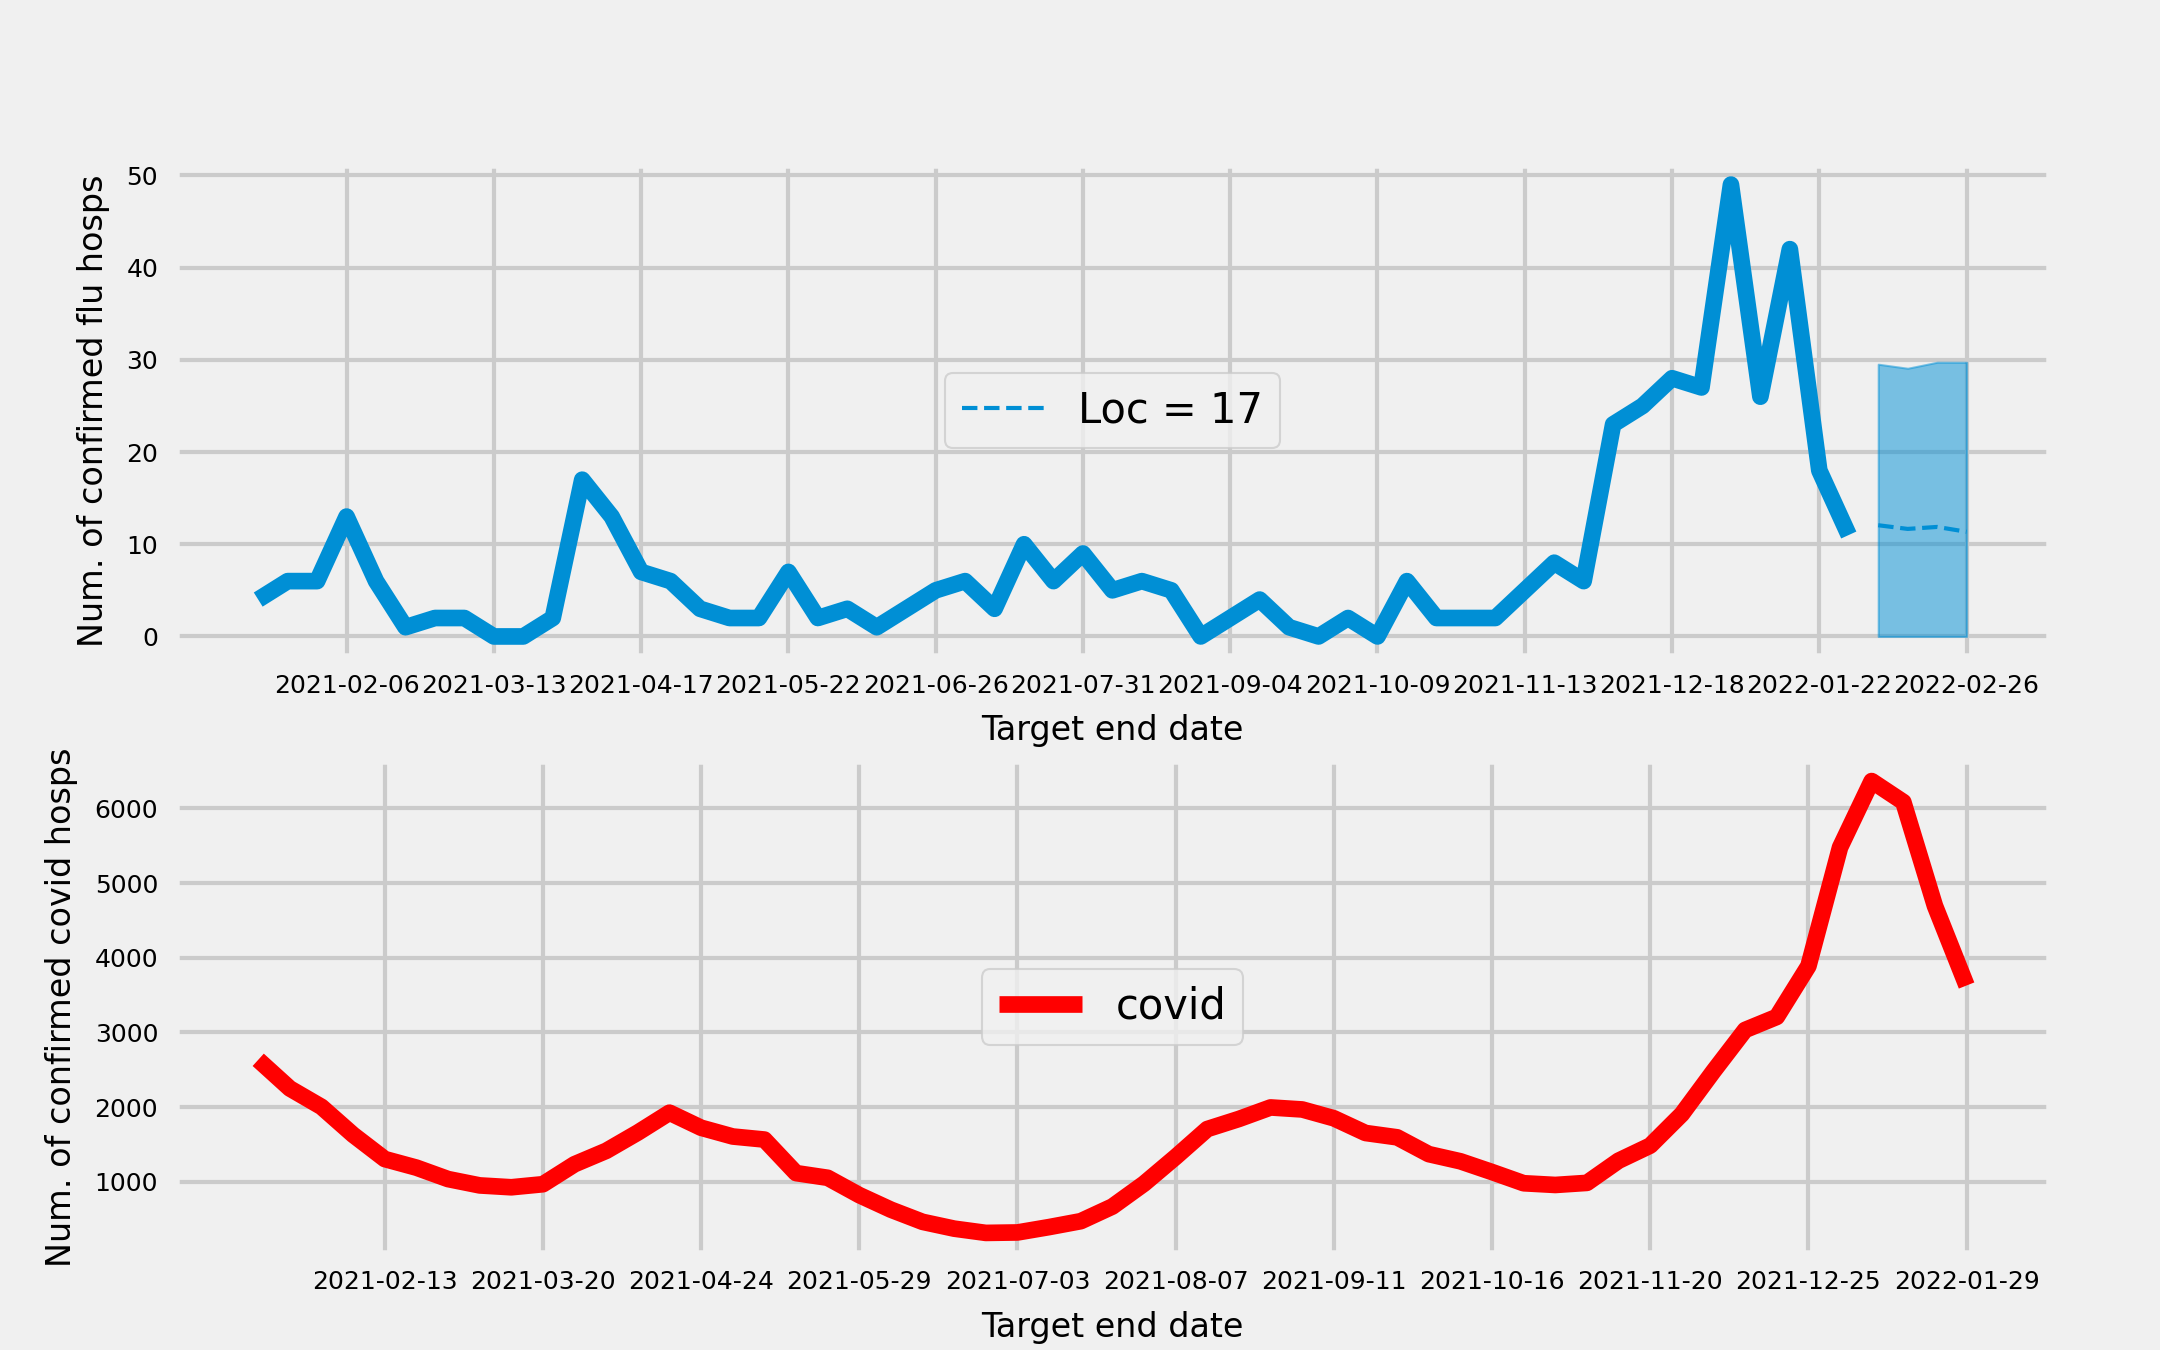 Num. of confirmed flu hosps
50
40
30
20
10
0
Loc = 17
2021-02-06 2021-03-13 2021-04-17 2021-05-22 2021-06-26 2021-07-31 2021-09-04 2021-10-09 2021-11-13 2021-12-18 2022-01-22 2022-02-26
Target end date
Num. of confirmed covid hosps
6000
5000
4000
3000
2000
1000
covid
2021-02-13 2021-03-20 2021-04-24 2021-05-29 2021-07-03 2021-08-07 2021-09-11 2021-10-16 2021-11-20 2021-12-25 2022-01-29
Target end date